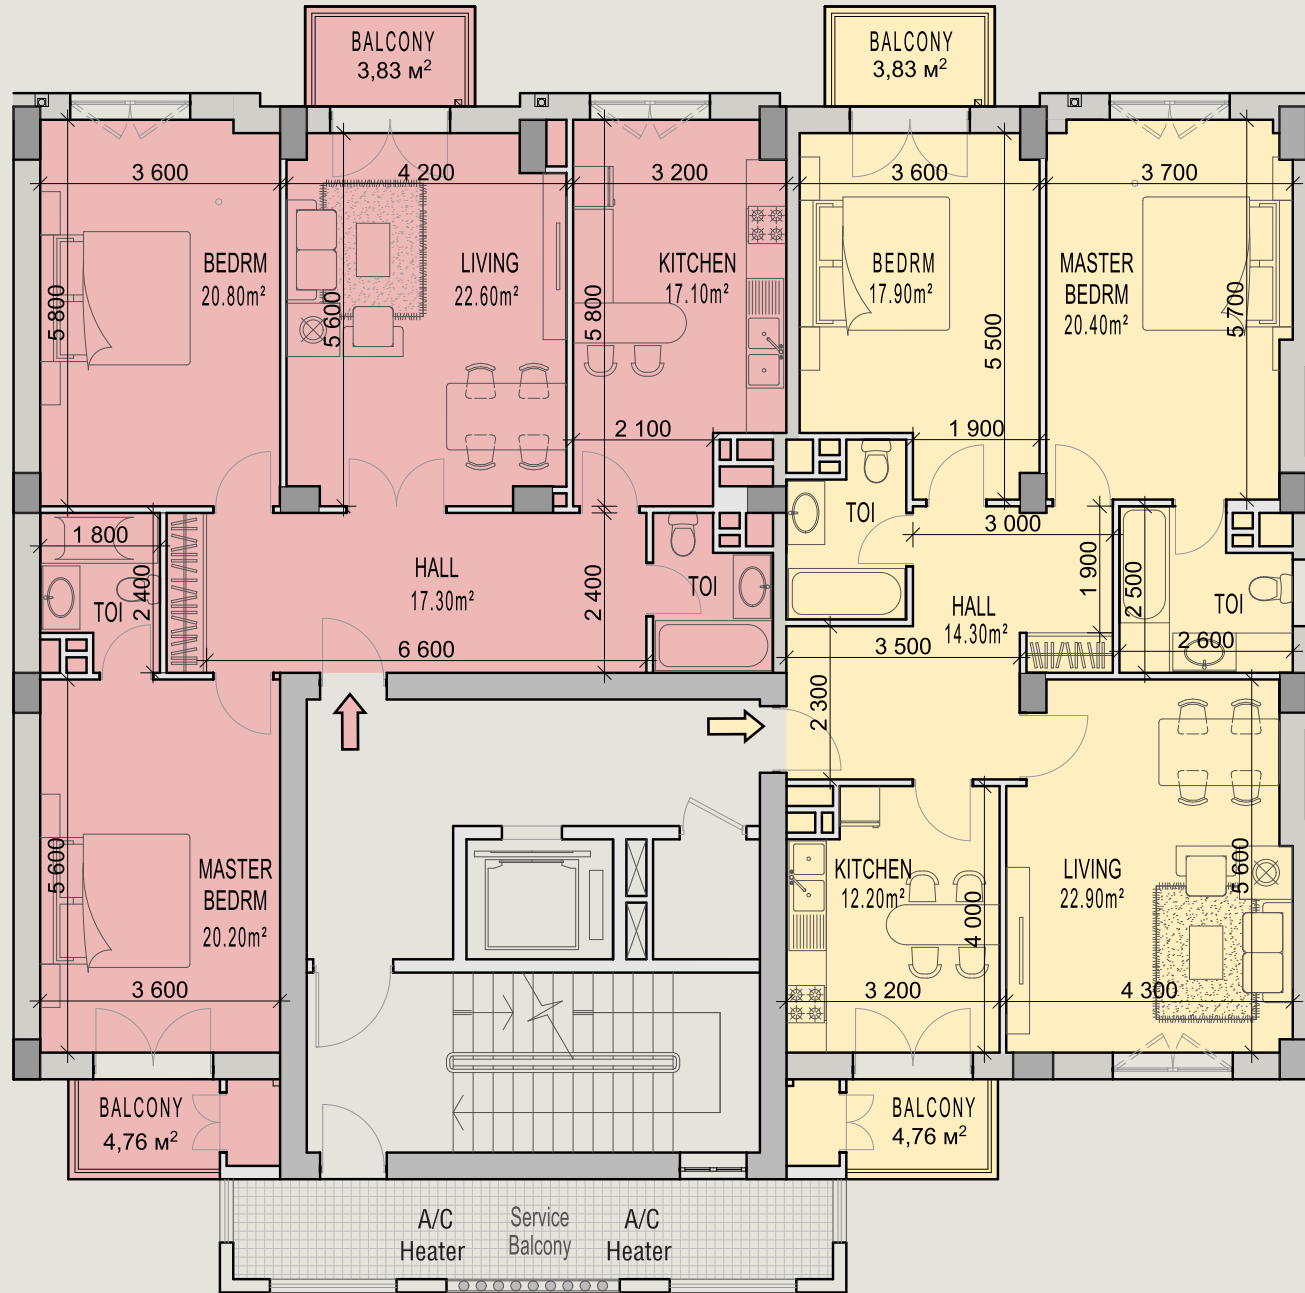 BALCONY
3,83 м²
BALCONY
3,83 м²
3 600
4 200
3 200
3 600
3 700
BEDRM
20.80m²
LIVING
22.60m²
KITCHEN
17.10m²
BEDRM
17.90m²
MASTER
BEDRM
20.40m²
5 800
5 600
5 800
5 500
5 700
2 100
1 900
1 800
2 400
TOI
HALL
17.30m²
2 400
TOI
6 600
TOI
3 000
1 900
2 500
HALL
14.30m²
TOI
3 500
2 600
2 300
MASTER
BEDRM
20.20m²
5 600
3 600
KITCHEN
12.20m²
4 000
3 200
LIVING
22.90m²
5 600
4 300
BALCONY
4,76 м²
BALCONY
4,76 м²
A/C
Heater
Service
Balcony
A/C
Heater